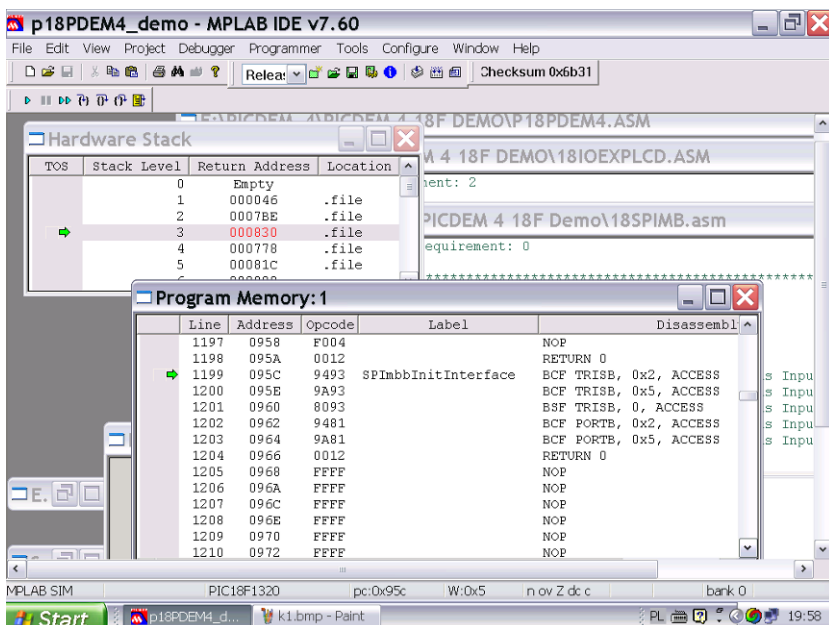 p18PDEM4_demo - MPLAB IDE v7.60
File Edit View Project Debugger Programmer Tools Configure Window Help
Checksum 0x6b31
E:\PICDEM_4\PICDEM 4 18F DEMO\P18PDEM4.ASM
Hardware Stack
4 18F DEMO\18IOEXPLCD.ASM
TOS Stack Level Return Address Location
0 Empty
1 000046 .file
2 0007BE .file
3 000830 .file
4 000778 .file
5 00081C .file
ment: 2
PICDEM 4 18F Demo\18SPIMB.asm
equirement: 0
Program Memory:1
Line Address Opcode Label Disassembl
1197 0958 F004 NOP
1198 095A 0012 RETURN 0
1199 095C 9493 SPImbbInitInterface BCF TRISB, 0x2, ACCESS s Inpu
1200 095E 9A93 BCF TRISB, 0x5, ACCESS s Inpu
1201 0960 8093 BSF TRISB, 0, ACCESS s Inpu
1202 0962 9481 BCF PORTB, 0x2, ACCESS s Inpu
1203 0964 9A81 BCF PORTB, 0x5, ACCESS s Inpu
1204 0966 0012 RETURN 0
1205 0968 FFFF NOP
1206 096A FFFF NOP
1207 096C FFFF NOP
1208 096E FFFF NOP
1209 0970 FFFF NOP
1210 0972 FFFF NOP
E.
MPLAB SIM PIC18F1320 pc:0x95c W:0x5 n ov Z dc c bank 0
Start p18PDEM4_d... k1.bmp - Paint PL 19:58